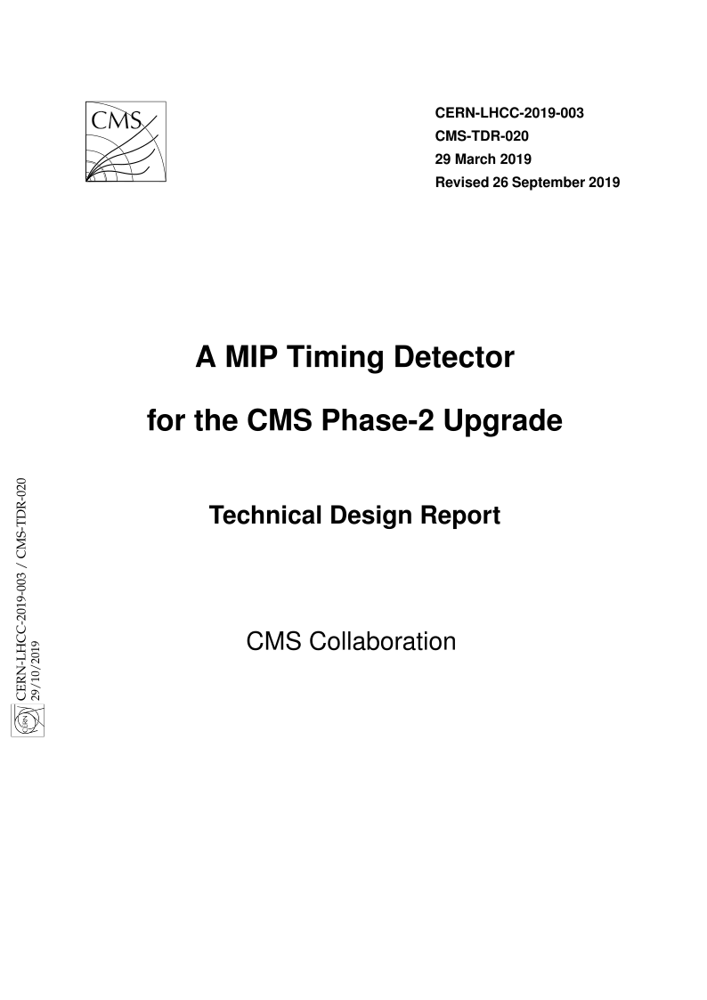 CMS
CERN-LHCC-2019-003
CMS-TDR-020
29 March 2019
Revised 26 September 2019
A MIP Timing Detector
for the CMS Phase-2 Upgrade
Technical Design Report
CMS Collaboration
CERN-LHCC-2019-003 / CMS-TDR-020
29/10/2019
CERN